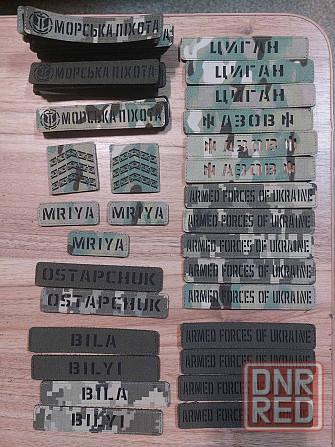 МОРСЬКА ПІХОТА
МОРСЬКА ПІХОТА
МОРСЬКА ПІХОТА
MRIYA
MRIYA
MRIYA
OSTAPCHUK
OSTAPCHUK
BILA
BILYI
BILA
BILYI
ЦИГАН
ЦИГАН
ЦИГАН
АЗОВ
АЗОВ
АЗОВ
ARMED FORCES OF UKRAINE
ARMED FORCES OF UKRAINE
ARMED FORCES OF UKRAINE
ARMED FORCES OF UKRAINE
ARMED FORCES OF UKRAINE
ARMED FORCES OF UKRAINE
ARMED FORCES OF UKRAINE
ARMED FORCES OF UKRAINE
ARMED FORCES OF UKRAINE
DNR
RED